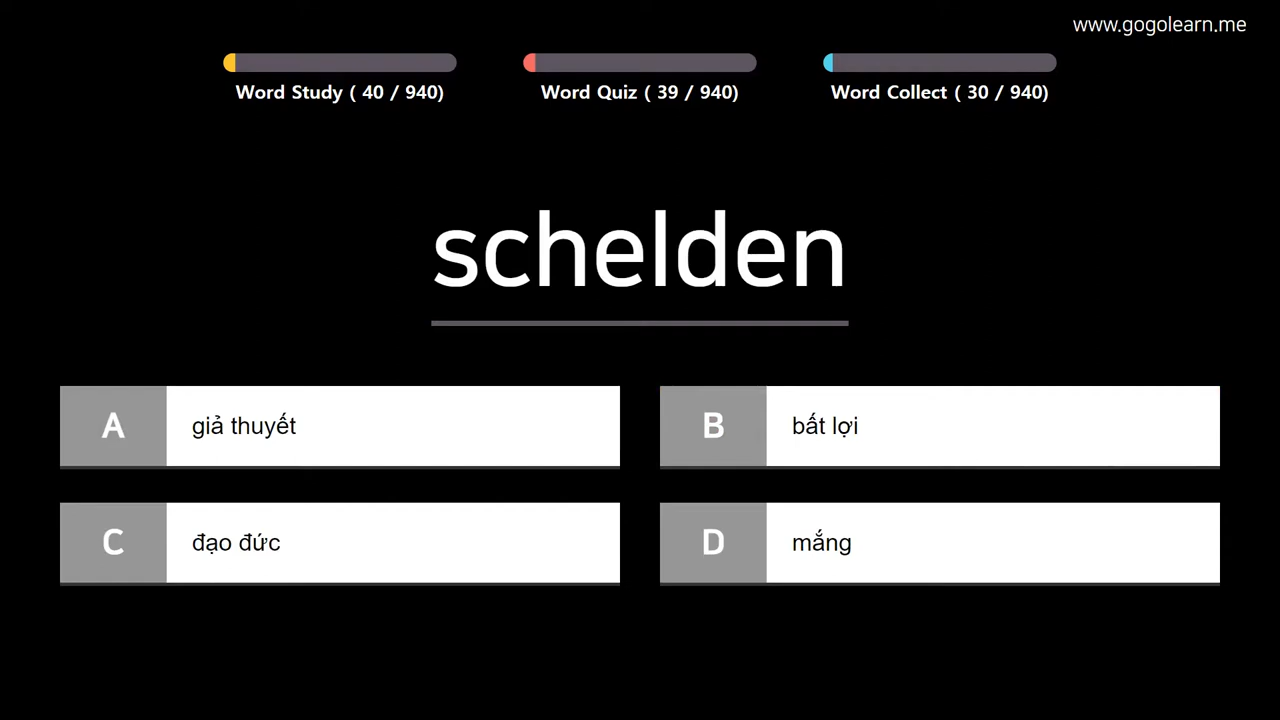 www.gogolearn.me
Word Study ( 40 / 940)
Word Quiz ( 39 / 940)
Word Collect ( 30 / 940)
schelden
A giả thuyết
B bất lợi
C đạo đức
D mắng